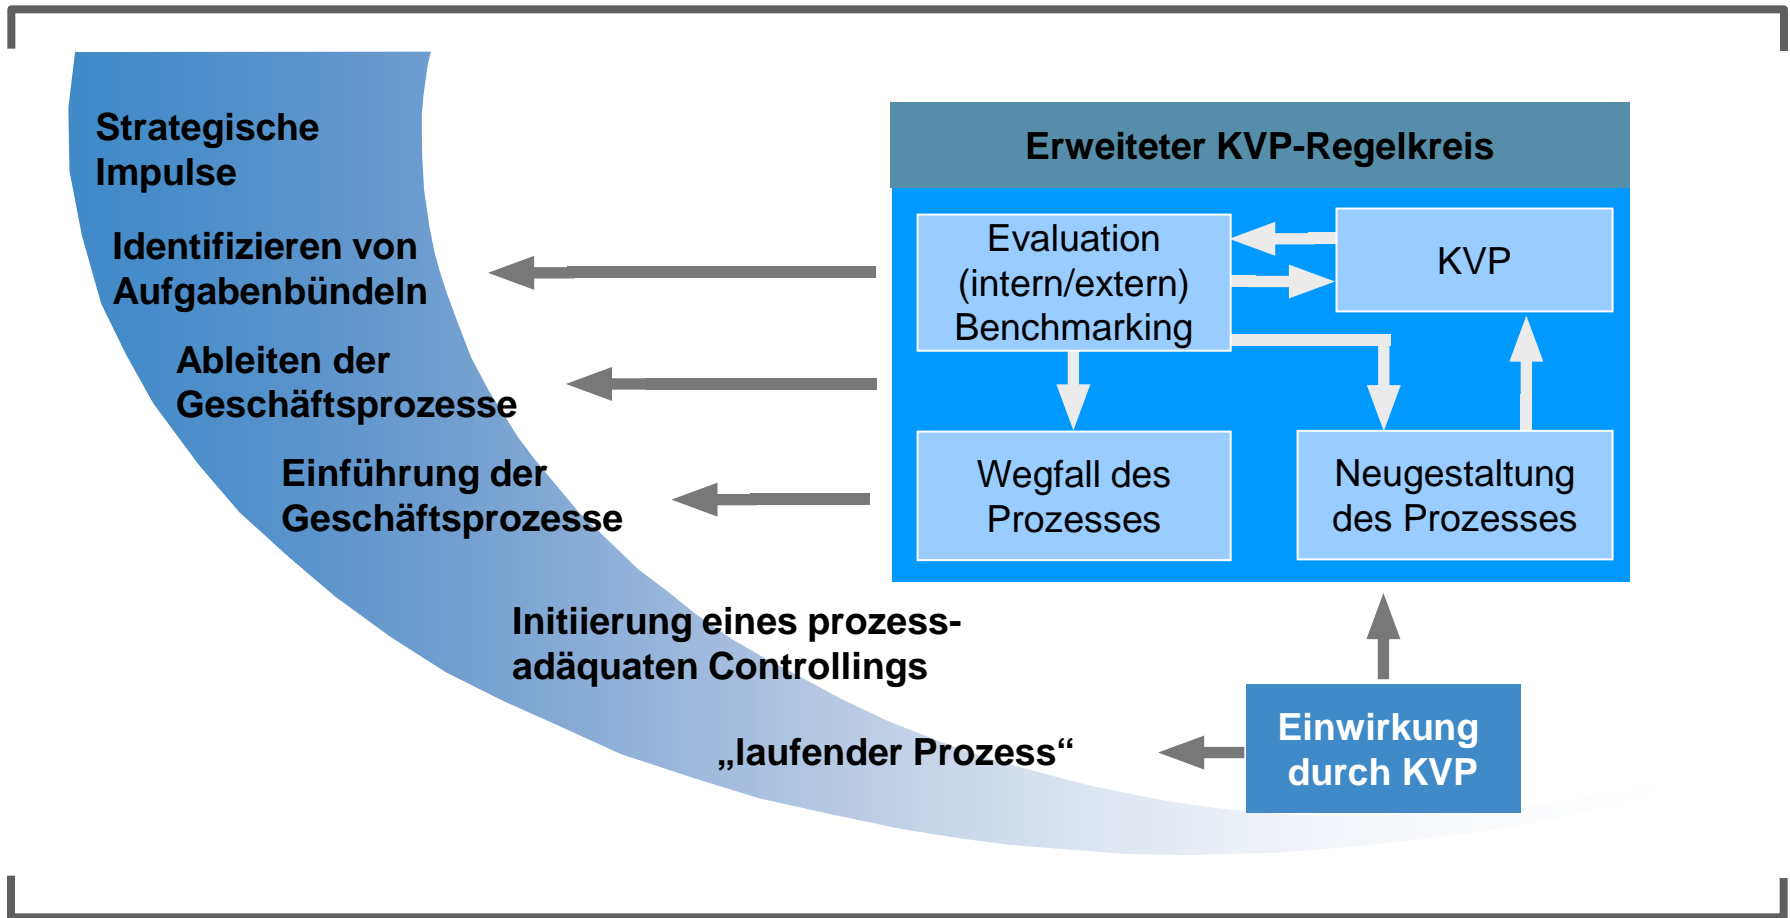 Strategische
Impulse
Identifizieren von
Aufgabenbündeln
Ableiten der
Geschäftsprozesse
Einführung der
Geschäftsprozesse
Initiierung eines prozess-
adäquaten Controllings
„laufender Prozess“
Erweiteter KVP-Regelkreis
Evaluation
(intern/extern)
Benchmarking
KVP
Wegfall des
Prozesses
Neugestaltung
des Prozesses
Einwirkung
durch KVP